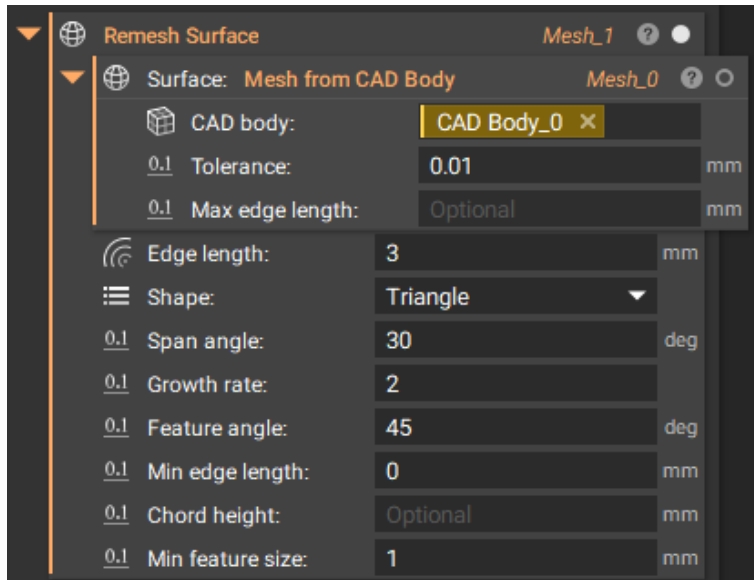 Remesh Surface Mesh_1 ?
Surface: Mesh from CAD Body Mesh_0 ?
CAD body: CAD Body_0 ×
0.1 Tolerance: 0.01 mm
0.1 Max edge length: Optional mm
Edge length: 3 mm
Shape: Triangle
0.1 Span angle: 30 deg
0.1 Growth rate: 2
0.1 Feature angle: 45 deg
0.1 Min edge length: 0 mm
0.1 Chord height: Optional mm
0.1 Min feature size: 1 mm